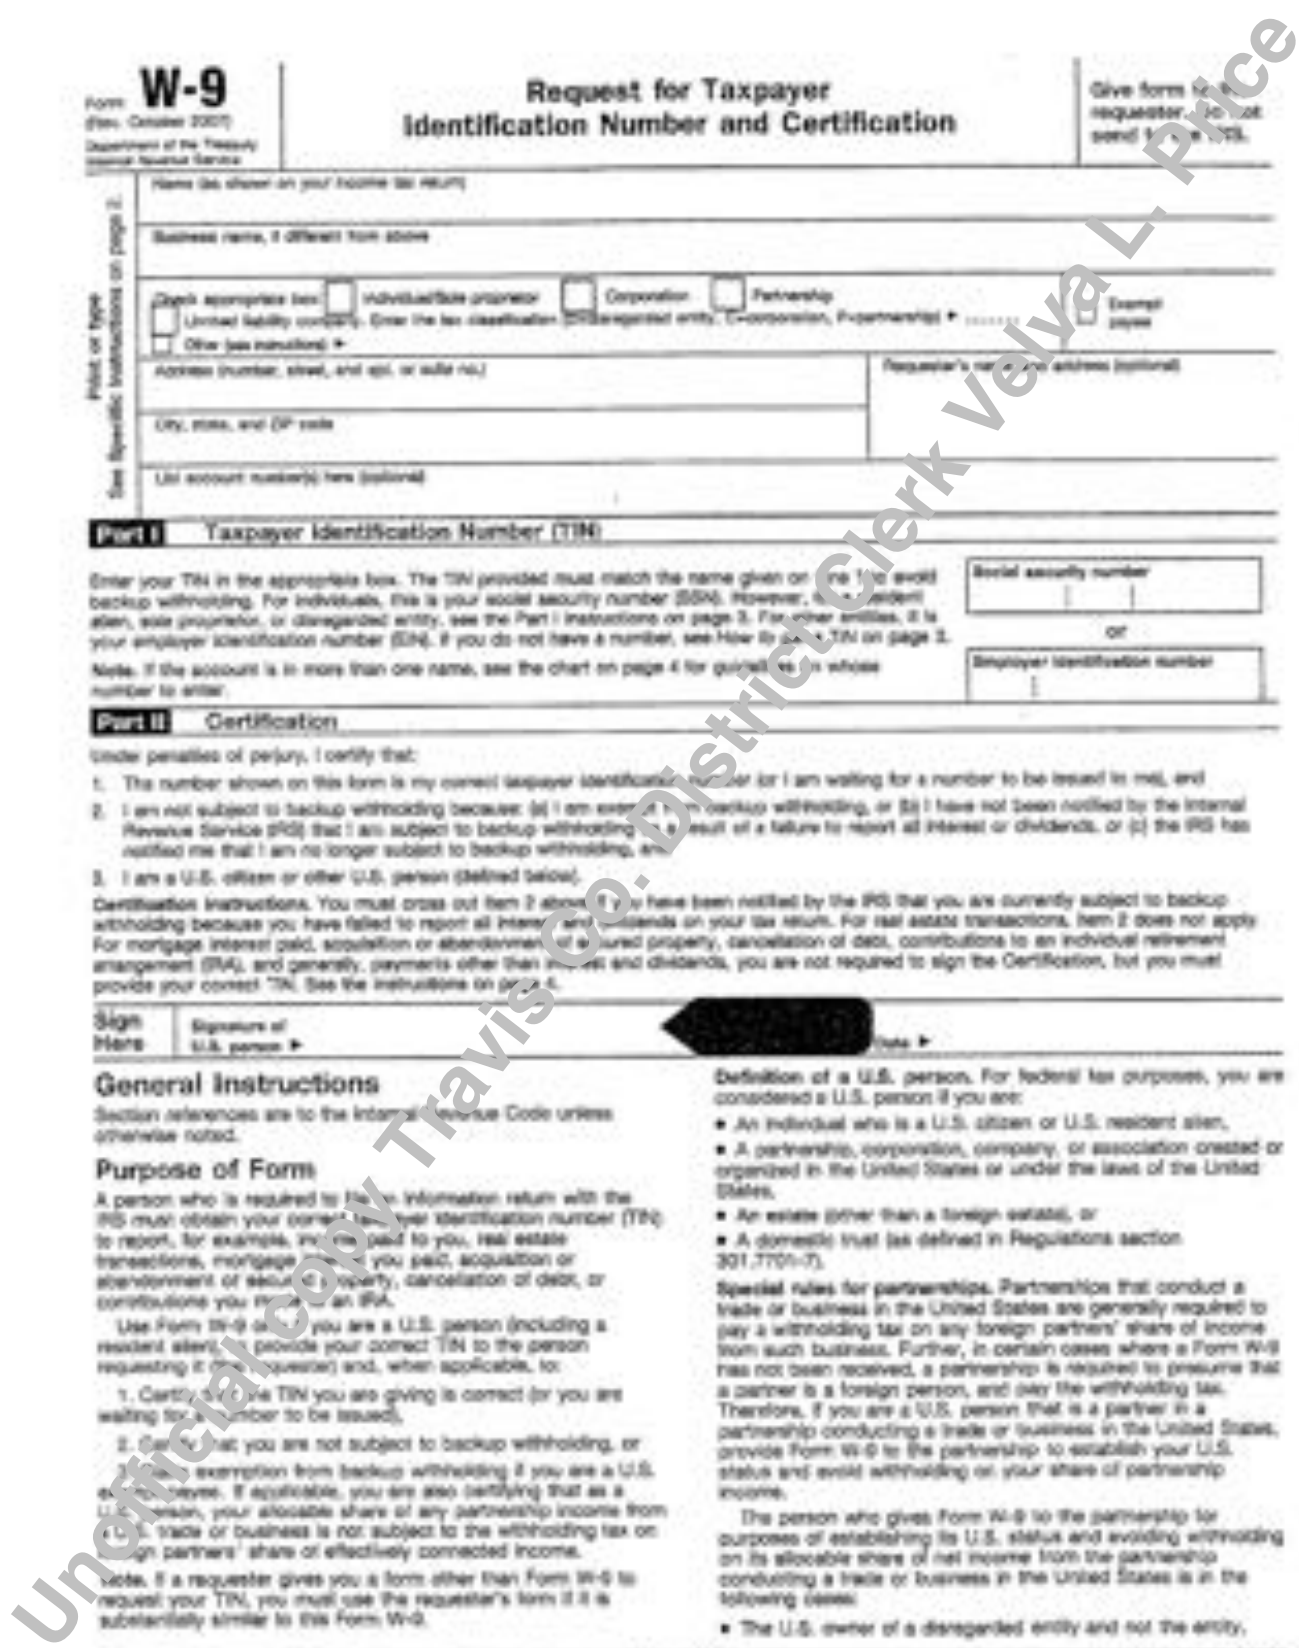 Form W-9
(Rev. October 2007)
Department of the Treasury
Internal Revenue Service
Request for Taxpayer
Identification Number and Certification
Give form to the
requester. Do not
send to the IRS.
Print or type
See Specific Instructions on page 2.
Name (as shown on your income tax return)
Business name, if different from above
Check appropriate box: Individual/Sole proprietor Corporation Partnership
Limited liability company. Enter the tax classification (D=disregarded entity, C=corporation, P=partnership) ▶ .......
Other (see instructions) ▶
Exempt
payee
Address (number, street, and apt. or suite no.)
Requester's name and address (optional)
City, state, and ZIP code
List account number(s) here (optional)
Part I Taxpayer Identification Number (TIN)
Enter your TIN in the appropriate box. The TIN provided must match the name given on Line 1 to avoid
backup withholding. For individuals, this is your social security number (SSN). However, for a resident
alien, sole proprietor, or disregarded entity, see the Part I instructions on page 3. For other entities, it is
your employer identification number (EIN). If you do not have a number, see How to get a TIN on page 3.
Note. If the account is in more than one name, see the chart on page 4 for guidelines on whose
number to enter.
Social security number
or
Employer identification number
Part II Certification
Under penalties of perjury, I certify that:
1. The number shown on this form is my correct taxpayer identification number (or I am waiting for a number to be issued to me), and
2. I am not subject to backup withholding because: (a) I am exempt from backup withholding, or (b) I have not been notified by the Internal
Revenue Service (IRS) that I am subject to backup withholding as a result of a failure to report all interest or dividends, or (c) the IRS has
notified me that I am no longer subject to backup withholding, and
3. I am a U.S. citizen or other U.S. person (defined below).
Certification instructions. You must cross out item 2 above if you have been notified by the IRS that you are currently subject to backup
withholding because you have failed to report all interest and dividends on your tax return. For real estate transactions, item 2 does not apply.
For mortgage interest paid, acquisition or abandonment of secured property, cancellation of debt, contributions to an individual retirement
arrangement (IRA), and generally, payments other than interest and dividends, you are not required to sign the Certification, but you must
provide your correct TIN. See the instructions on page 4.
Sign
Here
Signature of
U.S. person ▶
Date ▶
General Instructions
Section references are to the Internal Revenue Code unless
otherwise noted.
Purpose of Form
A person who is required to file an information return with the
IRS must obtain your correct taxpayer identification number (TIN)
to report, for example, income paid to you, real estate
transactions, mortgage interest you paid, acquisition or
abandonment of secured property, cancellation of debt, or
contributions you made to an IRA.
Use Form W-9 only if you are a U.S. person (including a
resident alien), to provide your correct TIN to the person
requesting it (the requester) and, when applicable, to:
1. Certify that the TIN you are giving is correct (or you are
waiting for a number to be issued),
2. Certify that you are not subject to backup withholding, or
3. Claim exemption from backup withholding if you are a U.S.
exempt payee. If applicable, you are also certifying that as a
U.S. person, your allocable share of any partnership income from
a U.S. trade or business is not subject to the withholding tax on
foreign partners' share of effectively connected income.
Note. If a requester gives you a form other than Form W-9 to
request your TIN, you must use the requester's form if it is
substantially similar to this Form W-9.
Definition of a U.S. person. For federal tax purposes, you are
considered a U.S. person if you are:
• An individual who is a U.S. citizen or U.S. resident alien,
• A partnership, corporation, company, or association created or
organized in the United States or under the laws of the United
States,
• An estate (other than a foreign estate), or
• A domestic trust (as defined in Regulations section
301.7701-7).
Special rules for partnerships. Partnerships that conduct a
trade or business in the United States are generally required to
pay a withholding tax on any foreign partners' share of income
from such business. Further, in certain cases where a Form W-9
has not been received, a partnership is required to presume that
a partner is a foreign person, and pay the withholding tax.
Therefore, if you are a U.S. person that is a partner in a
partnership conducting a trade or business in the United States,
provide Form W-9 to the partnership to establish your U.S.
status and avoid withholding on your share of partnership
income.
The person who gives Form W-9 to the partnership for
purposes of establishing its U.S. status and avoiding withholding
on its allocable share of net income from the partnership
conducting a trade or business in the United States is in the
following cases:
• The U.S. owner of a disregarded entity and not the entity,
Unofficial copy Travis Co. District Clerk Velva L. Price